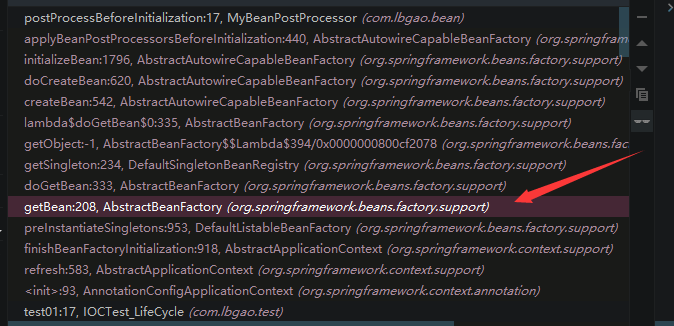 postProcessBeforeInitialization:17, MyBeanPostProcessor (com.lbgao.bean)
applyBeanPostProcessorsBeforeInitialization:440, AbstractAutowireCapableBeanFactory (org.springfram
initializeBean:1796, AbstractAutowireCapableBeanFactory (org.springframework.beans.factory.support)
doCreateBean:620, AbstractAutowireCapableBeanFactory (org.springframework.beans.factory.support)
createBean:542, AbstractAutowireCapableBeanFactory (org.springframework.beans.factory.support)
lambda$doGetBean$0:335, AbstractBeanFactory (org.springframework.beans.factory.support)
getObject:-1, AbstractBeanFactory$$Lambda$394/0x0000000800cf2078 (org.springframework.beans.fac
getSingleton:234, DefaultSingletonBeanRegistry (org.springframework.beans.factory.support)
doGetBean:333, AbstractBeanFactory (org.springframework.beans.factory.support)
getBean:208, AbstractBeanFactory (org.springframework.beans.factory.support)
preInstantiateSingletons:953, DefaultListableBeanFactory (org.springframework.beans.factory.support)
finishBeanFactoryInitialization:918, AbstractApplicationContext (org.springframework.context.support)
refresh:583, AbstractApplicationContext (org.springframework.context.support)
<init>:93, AnnotationConfigApplicationContext (org.springframework.context.annotation)
test01:17, IOCTest_LifeCycle (com.lbgao.test)